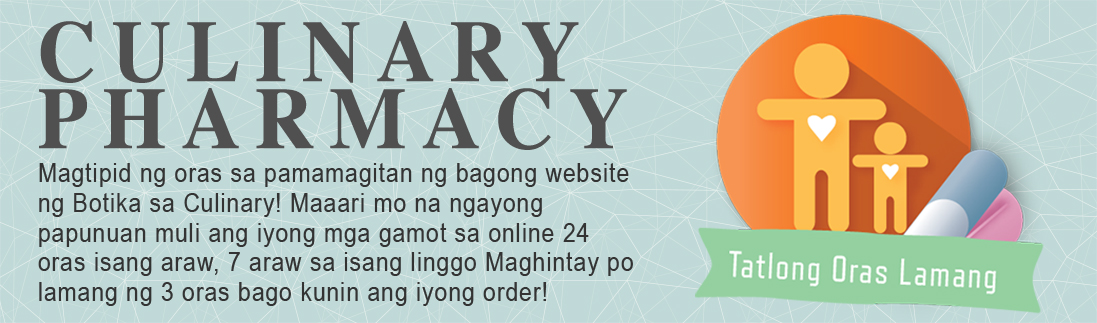 CULINARY
PHARMACY
Magtipid ng oras sa pamamagitan ng bagong website
ng Botika sa Culinary! Maaari mo na ngayong
papunuan muli ang iyong mga gamot sa online 24
oras isang araw, 7 araw sa isang linggo Maghintay po
lamang ng 3 oras bago kunin ang iyong order!
Tatlong Oras Lamang